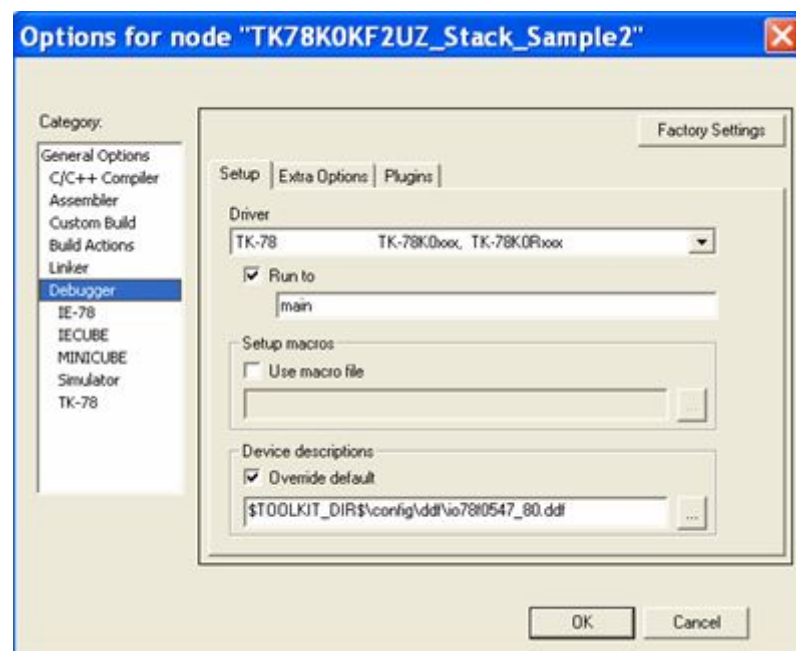 Options for node "TK78K0KF2UZ_Stack_Sample2"
Category:
General Options
C/C++ Compiler
Assembler
Custom Build
Build Actions
Linker
Debugger
IE-78
IECUBE
MINICUBE
Simulator
TK-78
Factory Settings
Setup Extra Options Plugins
Driver
TK-78 TK-78K0xxx, TK-78K0Rxxx
Run to
main
Setup macros
Use macro file
...
Device descriptions
Override default
$TOOLKIT_DIR$\config\ddf\io78f0547_80.ddf
...
OK Cancel